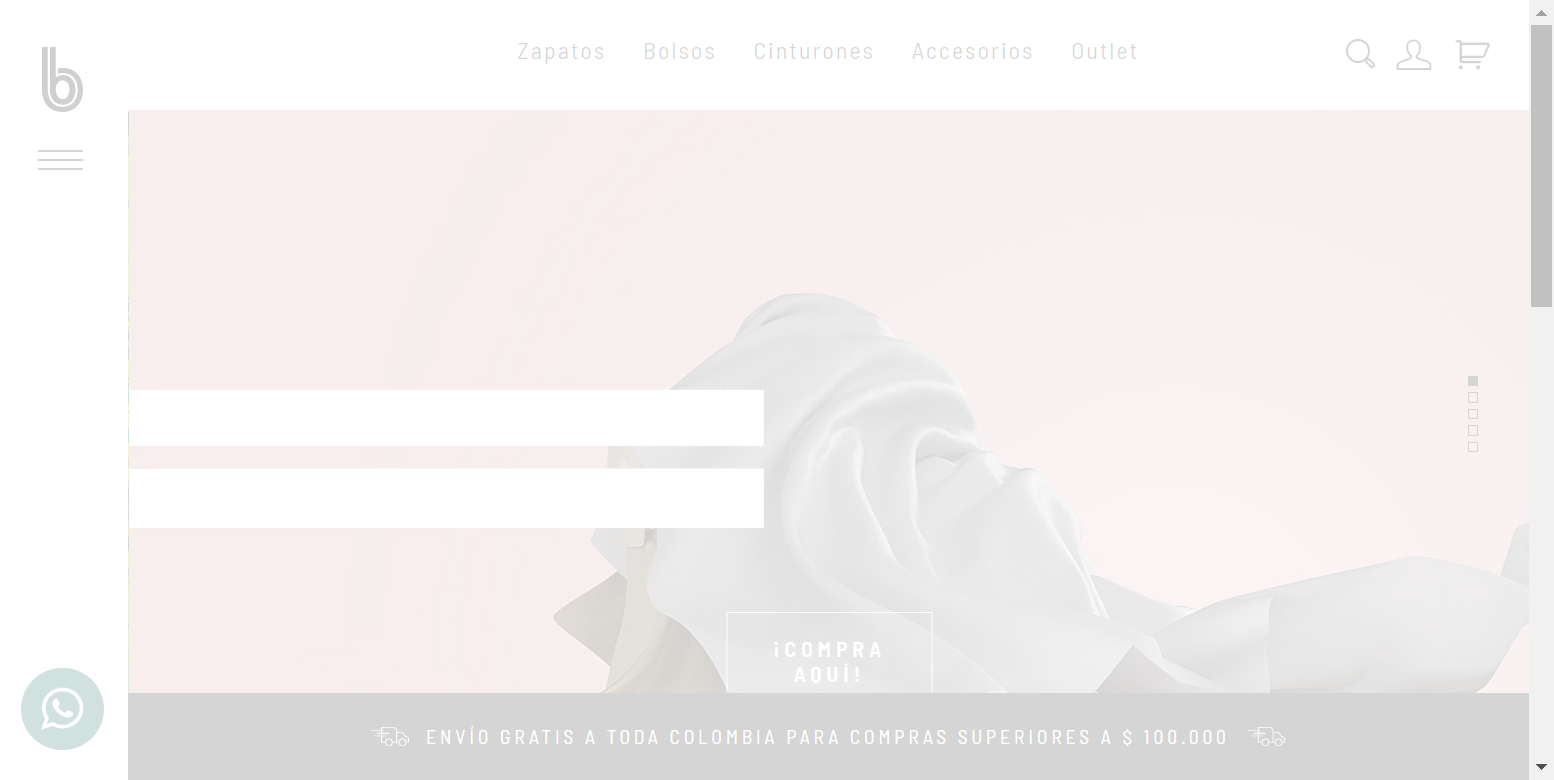 b
Zapatos Bolsos Cinturones Accesorios Outlet
¡COMPRA
AQUÍ!
ENVÍO GRATIS A TODA COLOMBIA PARA COMPRAS SUPERIORES A $ 100.000